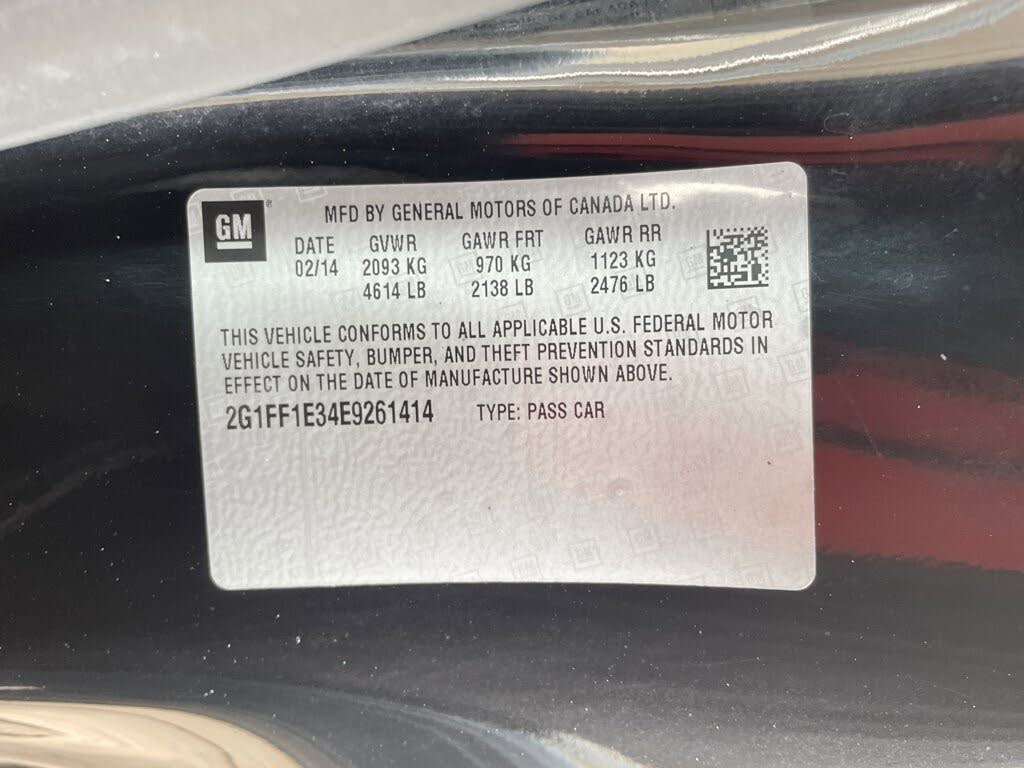 GM
MFD BY GENERAL MOTORS OF CANADA LTD.
DATE GVWR GAWR FRT GAWR RR
02/14 2093 KG 970 KG 1123 KG
4614 LB 2138 LB 2476 LB
THIS VEHICLE CONFORMS TO ALL APPLICABLE U.S. FEDERAL MOTOR
VEHICLE SAFETY, BUMPER, AND THEFT PREVENTION STANDARDS IN
EFFECT ON THE DATE OF MANUFACTURE SHOWN ABOVE.
2G1FF1E34E9261414 TYPE: PASS CAR